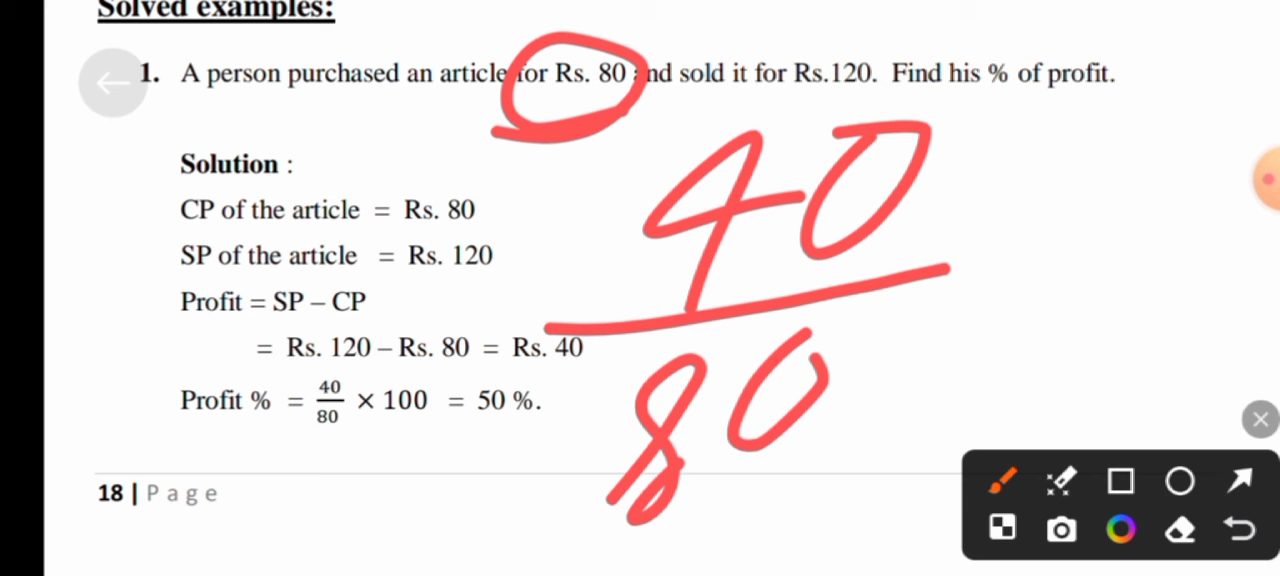 Solved examples:
1. A person purchased an article for Rs. 80 and sold it for Rs.120. Find his % of profit.
Solution :
CP of the article = Rs. 80
SP of the article = Rs. 120
Profit = SP – CP
= Rs. 120 – Rs. 80 = Rs. 40
Profit % = 40/80 × 100 = 50 %.
40
80
18 | Page